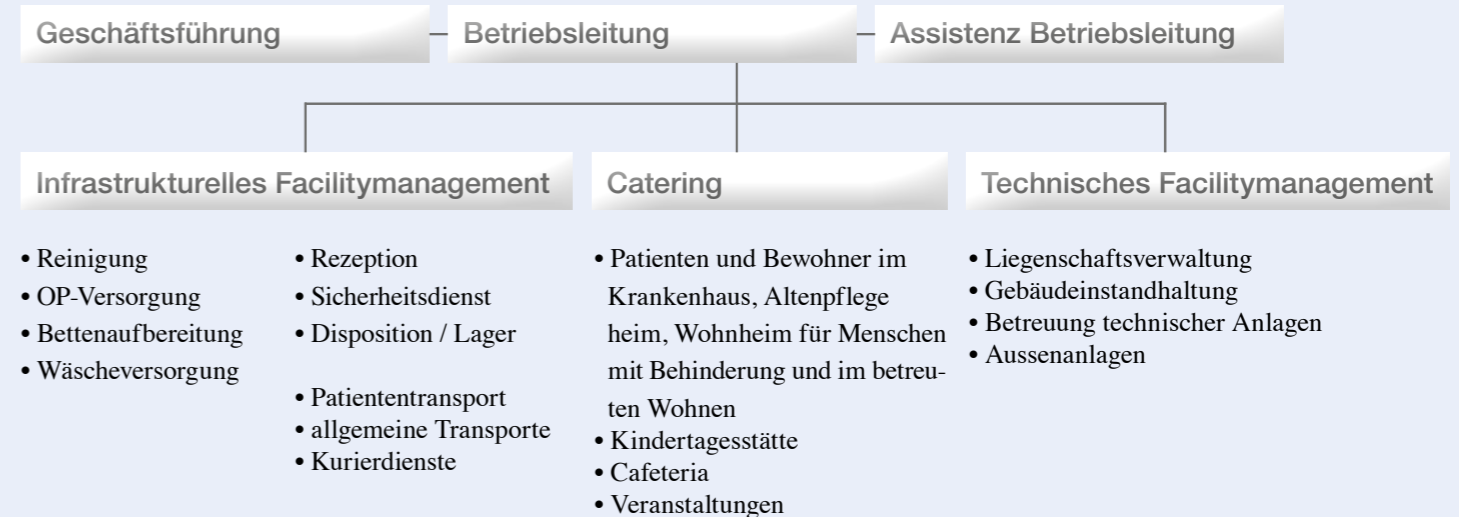 Geschäftsführung
Betriebsleitung
Assistenz Betriebsleitung
Infrastrukturelles Facilitymanagement
• Reinigung
• OP-Versorgung
• Bettenaufbereitung
• Wäscheversorgung
• Rezeption
• Sicherheitsdienst
• Disposition / Lager
• Patiententransport
• allgemeine Transporte
• Kurierdienste
Catering
• Patienten und Bewohner im
Krankenhaus, Altenpflege
heim, Wohnheim für Menschen
mit Behinderung und im betreu-
ten Wohnen
• Kindertagesstätte
• Cafeteria
• Veranstaltungen
Technisches Facilitymanagement
• Liegenschaftsverwaltung
• Gebäudeinstandhaltung
• Betreuung technischer Anlagen
• Aussenanlagen